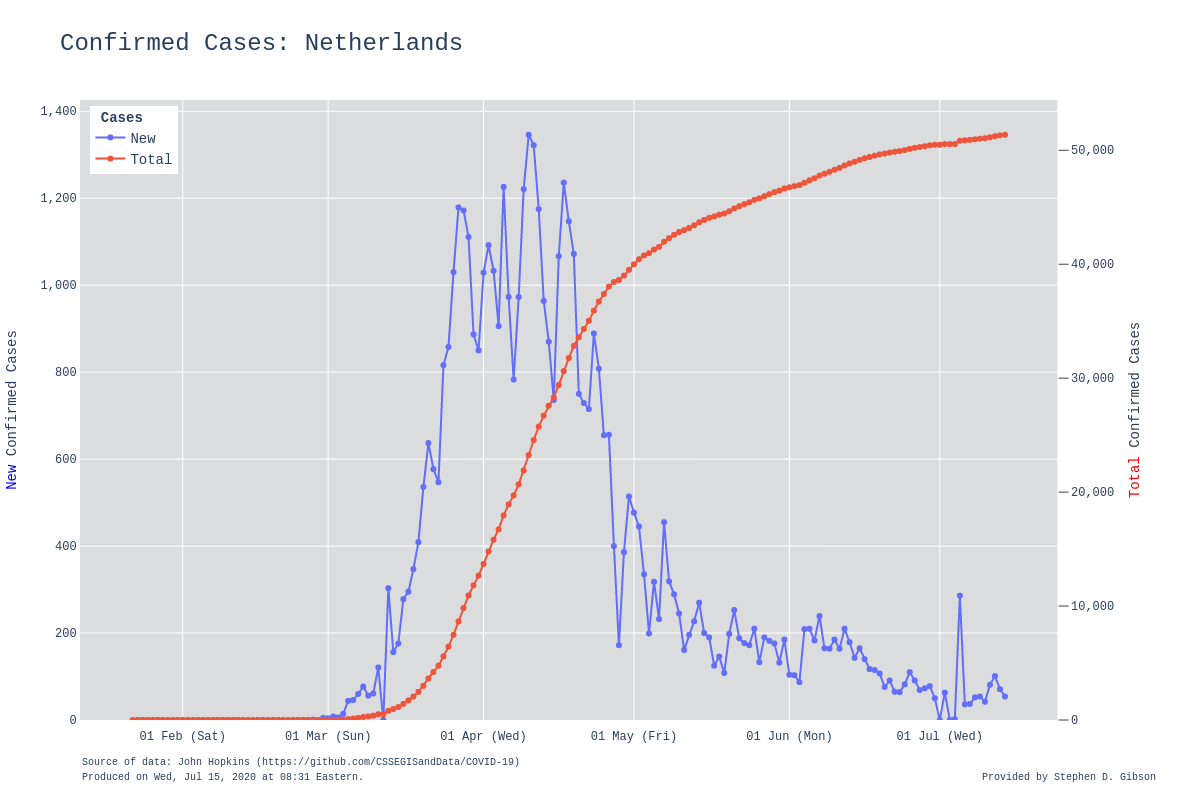 Confirmed Cases: Netherlands
Cases
New
Total
1,400
1,200
1,000
800
600
400
200
0
New Confirmed Cases
50,000
40,000
30,000
20,000
10,000
0
Total Confirmed Cases
01 Feb (Sat) 01 Mar (Sun) 01 Apr (Wed) 01 May (Fri) 01 Jun (Mon) 01 Jul (Wed)
Source of data: John Hopkins (https://github.com/CSSEGISandData/COVID-19)
Produced on Wed, Jul 15, 2020 at 08:31 Eastern.
Provided by Stephen D. Gibson